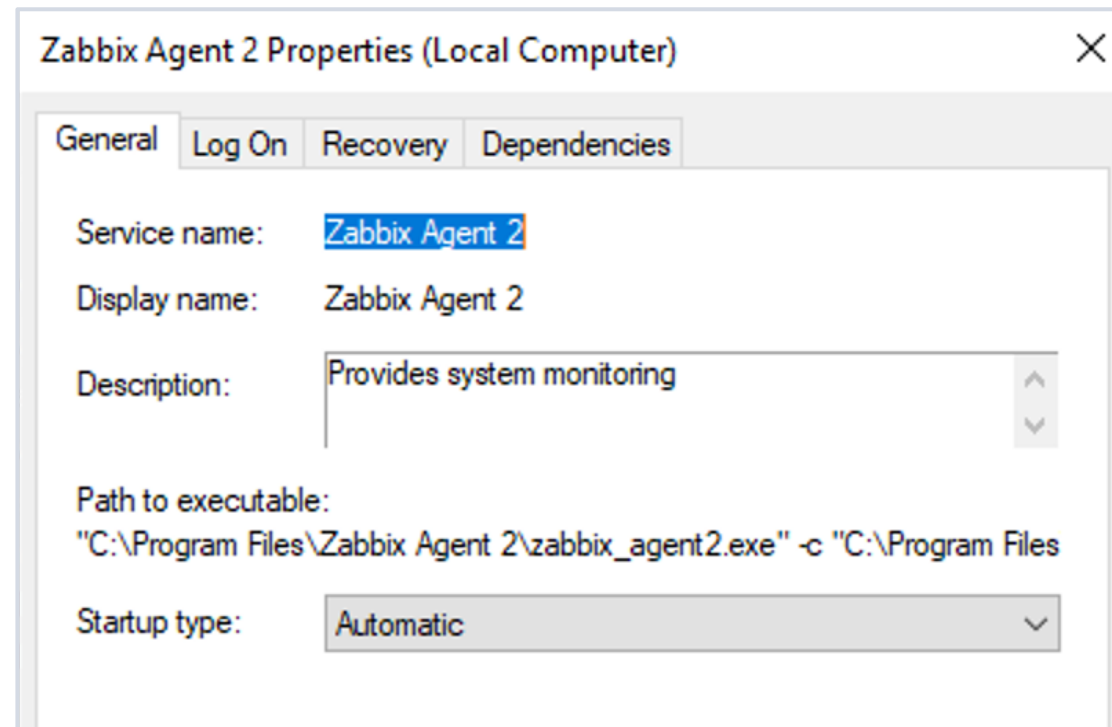 Zabbix Agent 2 Properties (Local Computer)
General Log On Recovery Dependencies
Service name: Zabbix Agent 2
Display name: Zabbix Agent 2
Description: Provides system monitoring
Path to executable:
"C:\Program Files\Zabbix Agent 2\zabbix_agent2.exe" -c "C:\Program Files
Startup type: Automatic